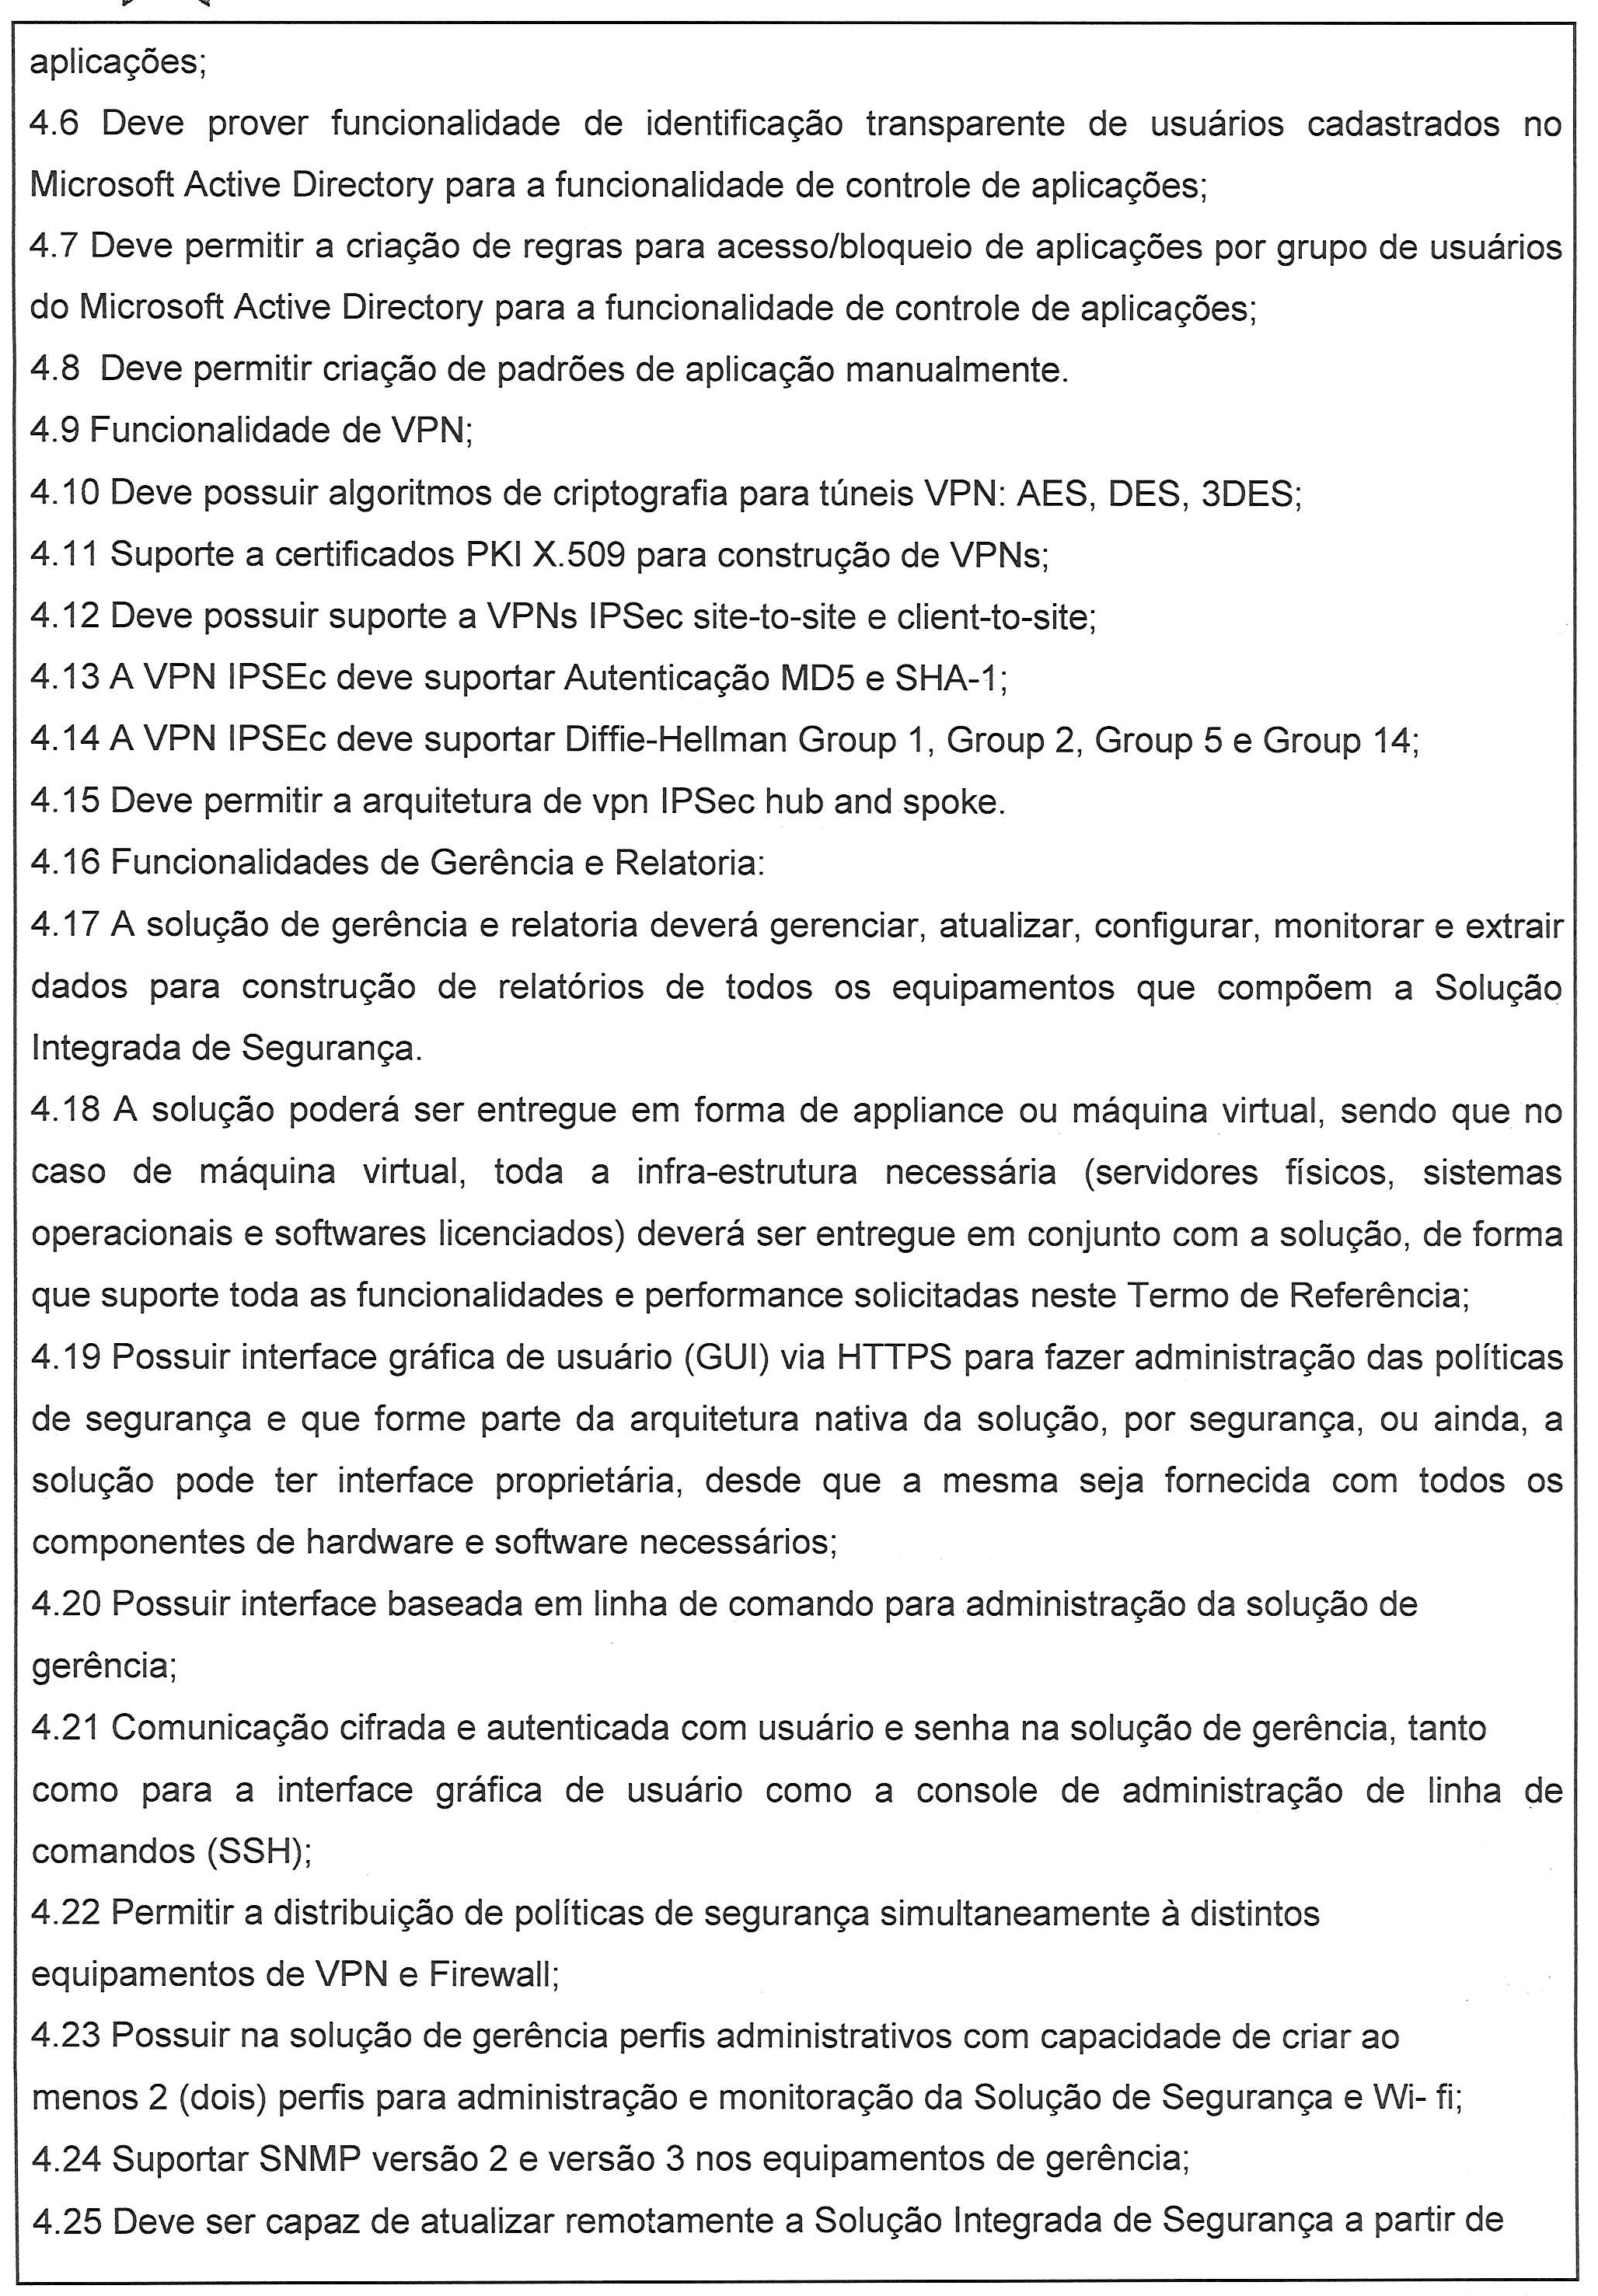 aplicações;
4.6 Deve prover funcionalidade de identificação transparente de usuários cadastrados no
Microsoft Active Directory para a funcionalidade de controle de aplicações;
4.7 Deve permitir a criação de regras para acesso/bloqueio de aplicações por grupo de usuários
do Microsoft Active Directory para a funcionalidade de controle de aplicações;
4.8 Deve permitir criação de padrões de aplicação manualmente.
4.9 Funcionalidade de VPN;
4.10 Deve possuir algoritmos de criptografia para túneis VPN: AES, DES, 3DES;
4.11 Suporte a certificados PKI X.509 para construção de VPNs;
4.12 Deve possuir suporte a VPNs IPSec site-to-site e client-to-site;
4.13 A VPN IPSEc deve suportar Autenticação MD5 e SHA-1;
4.14 A VPN IPSEc deve suportar Diffie-Hellman Group 1, Group 2, Group 5 e Group 14;
4.15 Deve permitir a arquitetura de vpn IPSec hub and spoke.
4.16 Funcionalidades de Gerência e Relatoria:
4.17 A solução de gerência e relatoria deverá gerenciar, atualizar, configurar, monitorar e extrair
dados para construção de relatórios de todos os equipamentos que compõem a Solução
Integrada de Segurança.
4.18 A solução poderá ser entregue em forma de appliance ou máquina virtual, sendo que no
caso de máquina virtual, toda a infra-estrutura necessária (servidores físicos, sistemas
operacionais e softwares licenciados) deverá ser entregue em conjunto com a solução, de forma
que suporte toda as funcionalidades e performance solicitadas neste Termo de Referência;
4.19 Possuir interface gráfica de usuário (GUI) via HTTPS para fazer administração das políticas
de segurança e que forme parte da arquitetura nativa da solução, por segurança, ou ainda, a
solução pode ter interface proprietária, desde que a mesma seja fornecida com todos os
componentes de hardware e software necessários;
4.20 Possuir interface baseada em linha de comando para administração da solução de
gerência;
4.21 Comunicação cifrada e autenticada com usuário e senha na solução de gerência, tanto
como para a interface gráfica de usuário como a console de administração de linha de
comandos (SSH);
4.22 Permitir a distribuição de políticas de segurança simultaneamente à distintos
equipamentos de VPN e Firewall;
4.23 Possuir na solução de gerência perfis administrativos com capacidade de criar ao
menos 2 (dois) perfis para administração e monitoração da Solução de Segurança e Wi- fi;
4.24 Suportar SNMP versão 2 e versão 3 nos equipamentos de gerência;
4.25 Deve ser capaz de atualizar remotamente a Solução Integrada de Segurança a partir de